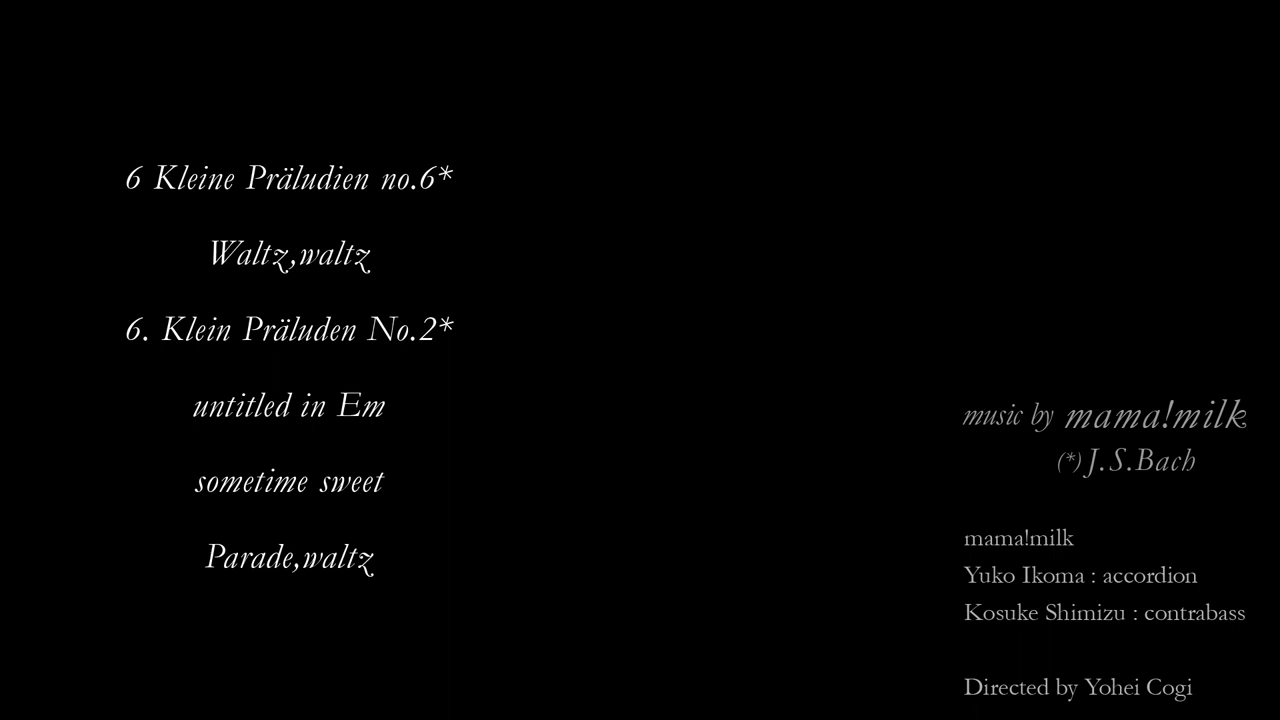 6 Kleine Präludien no.6*
Waltz,waltz
6. Klein Präluden No.2*
untitled in Em
sometime sweet
Parade,waltz
music by mama!milk
(*) J.S.Bach
mama!milk
Yuko Ikoma : accordion
Kosuke Shimizu : contrabass
Directed by Yohei Cogi